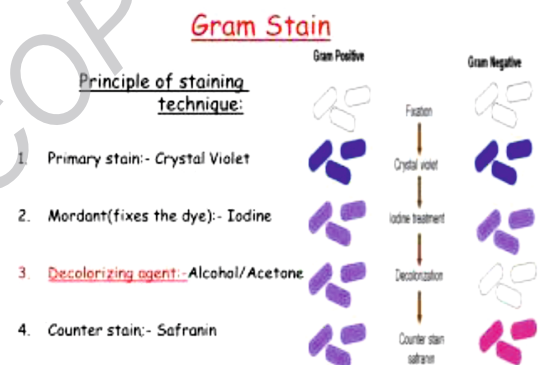 Gram Stain
Gram Positive
Gram Negative
Principle of staining
technique:
1. Primary stain:- Crystal Violet
2. Mordant(fixes the dye):- Iodine
3. Decolorizing agent:-Alcohol/Acetone
4. Counter stain:- Safranin
Fixation
Crystal violet
Iodine treatment
Decolorization
Counter stain
safranin